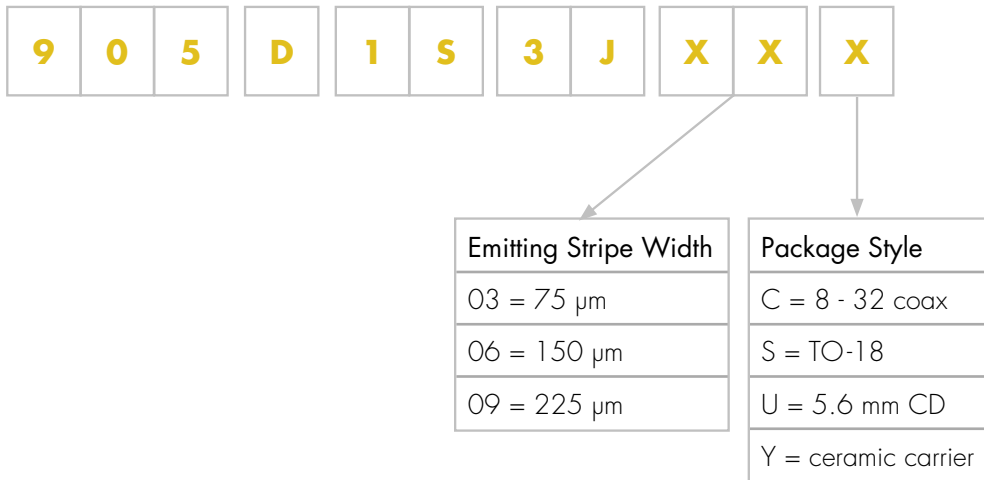 9 0 5 D 1 S 3 J X X X
Emitting Stripe Width
03 = 75 µm
06 = 150 µm
09 = 225 µm
Package Style
C = 8 - 32 coax
S = TO-18
U = 5.6 mm CD
Y = ceramic carrier